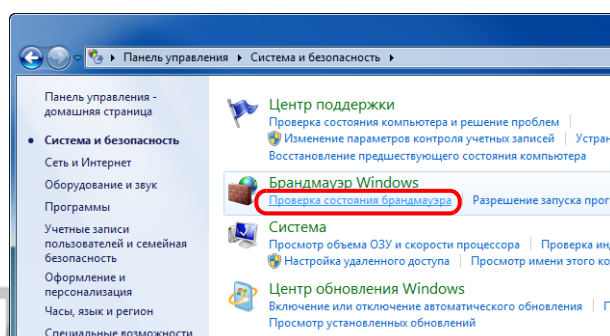 Панель управления ▸ Система и безопасность ▸
Панель управления -
домашняя страница
Система и безопасность
Сеть и Интернет
Оборудование и звук
Программы
Учетные записи
пользователей и семейная
безопасность
Оформление и
персонализация
Часы, язык и регион
Специальные возможности
Центр поддержки
Проверка состояния компьютера и решение проблем
Изменение параметров контроля учетных записей
Восстановление предшествующего состояния компьютера
Брандмауэр Windows
Проверка состояния брандмауэра Разрешение запуска
Система
Просмотр объема ОЗУ и скорости процессора Проверка
Настройка удаленного доступа Просмотр имени этого
Центр обновления Windows
Включение или отключение автоматического обновления
Просмотр установленных обновлений